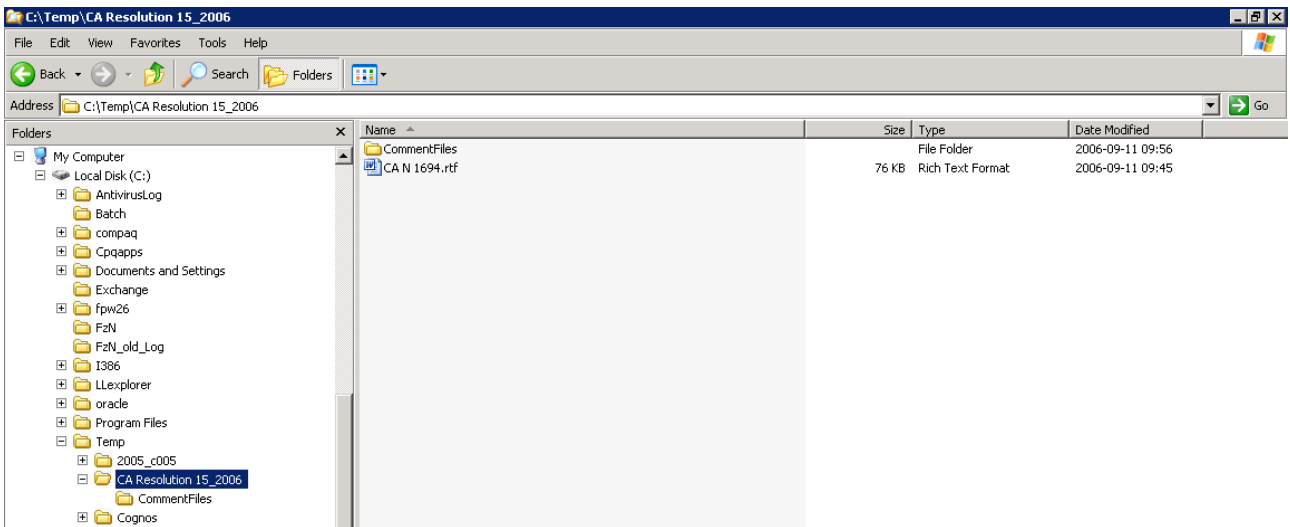 C:\Temp\CA Resolution 15_2006
File Edit View Favorites Tools Help
Back Search Folders
Address C:\Temp\CA Resolution 15_2006 Go
Folders x
Name Size Type Date Modified
CommentFiles File Folder 2006-09-11 09:56
CA N 1694.rtf 76 KB Rich Text Format 2006-09-11 09:45
My Computer
Local Disk (C:)
AntivirusLog
Batch
compaq
Cpqapps
Documents and Settings
Exchange
fpw26
FzN
FzN_old_Log
I386
LLexplorer
oracle
Program Files
Temp
2005_c005
CA Resolution 15_2006
CommentFiles
Cognos